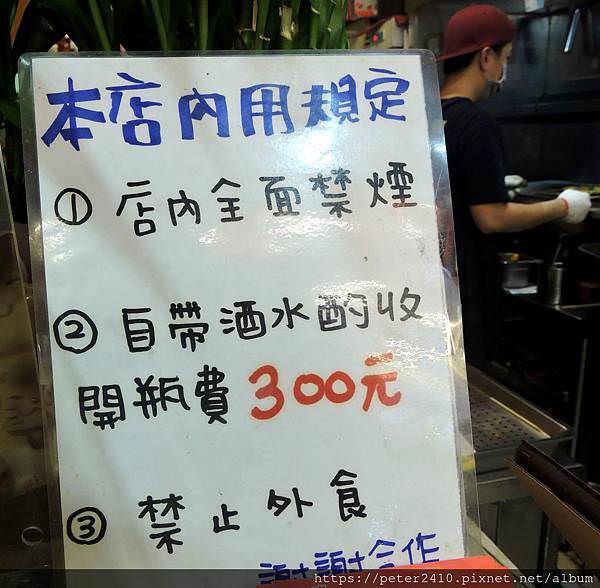 本店內用規定
① 店內全面禁煙
② 自帶酒水酌收
開瓶費 300元
③ 禁止外食
謝謝合作
https://peter2410.pixnet.net/album